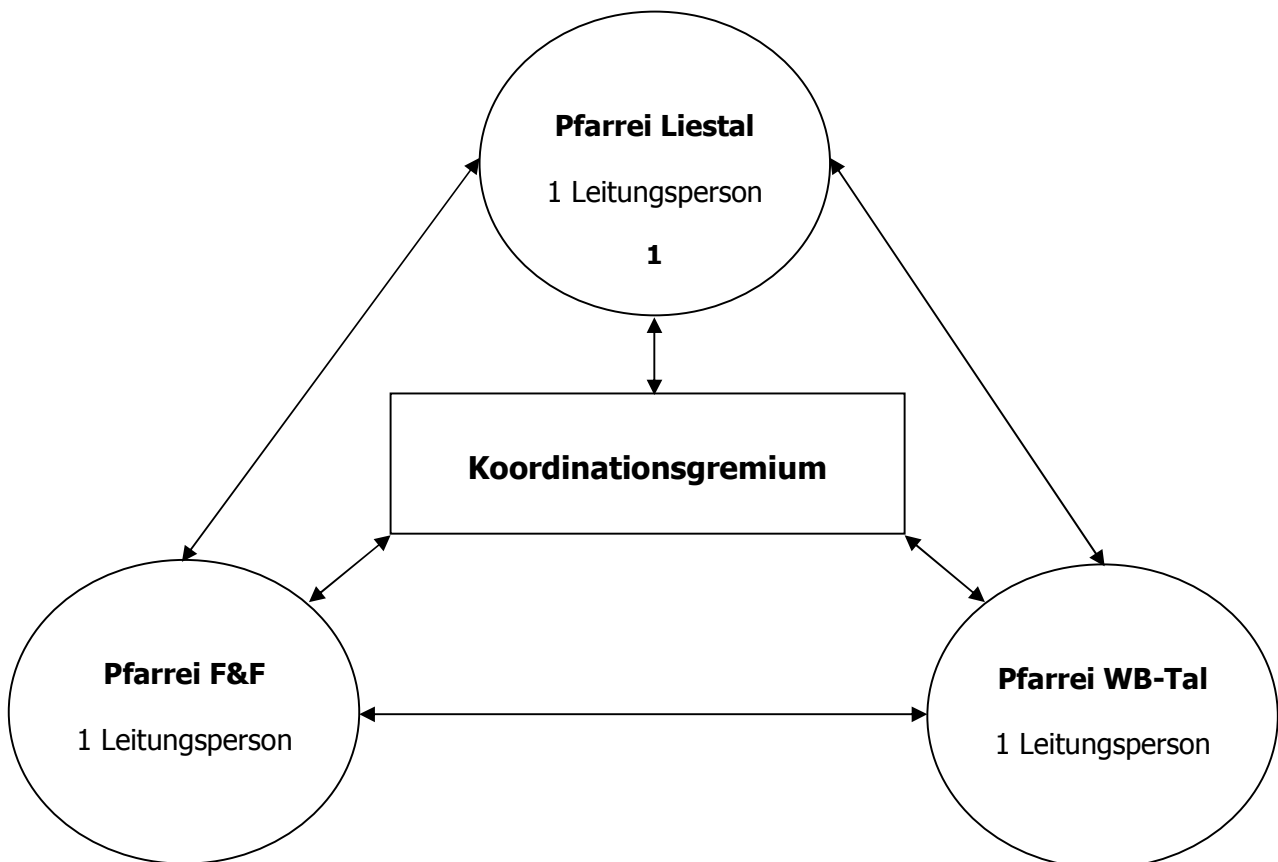 Pfarrei Liestal
1 Leitungsperson
1
Koordinationsgremium
Pfarrei F&F
1 Leitungsperson
Pfarrei WB-Tal
1 Leitungsperson